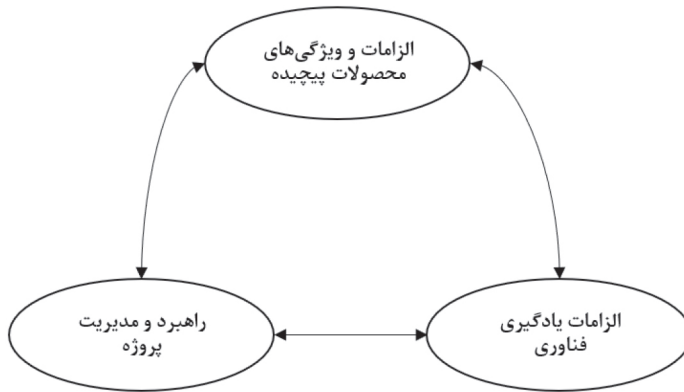 الزامات و ویژگی‌های
محصولات پیچیده
راهبرد و مدیریت
پروژه
الزامات یادگیری
فناوری